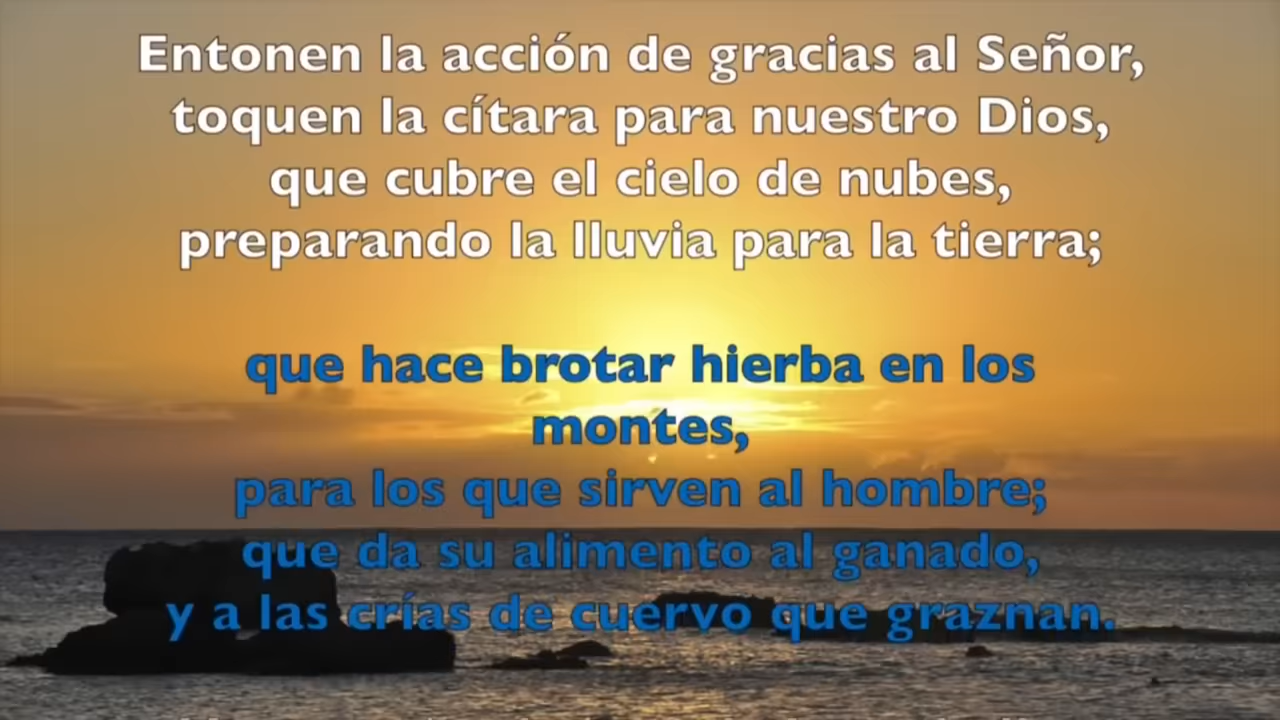 Entonen la acción de gracias al Señor,
toquen la cítara para nuestro Dios,
que cubre el cielo de nubes,
preparando la lluvia para la tierra;
que hace brotar hierba en los
montes,
para los que sirven al hombre;
que da su alimento al ganado,
y a las crías de cuervo que graznan.